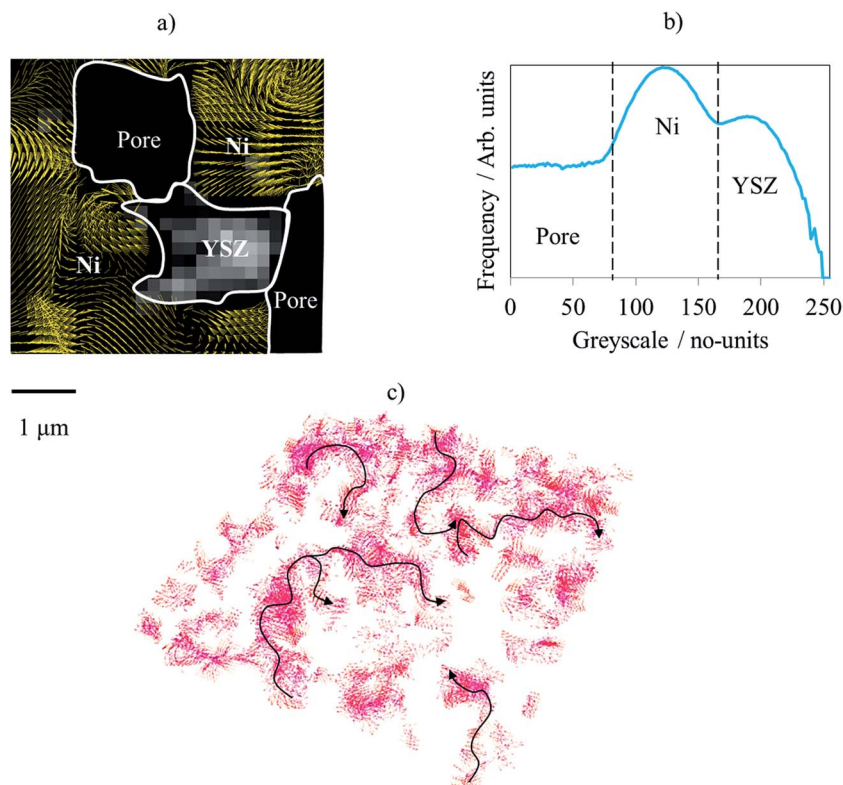 a)
b)
Pore
Ni
YSZ
Ni
Pore
Frequency / Arb. units
Ni
YSZ
Pore
0 50 100 150 200 250
Greyscale / no-units
1 μm
c)